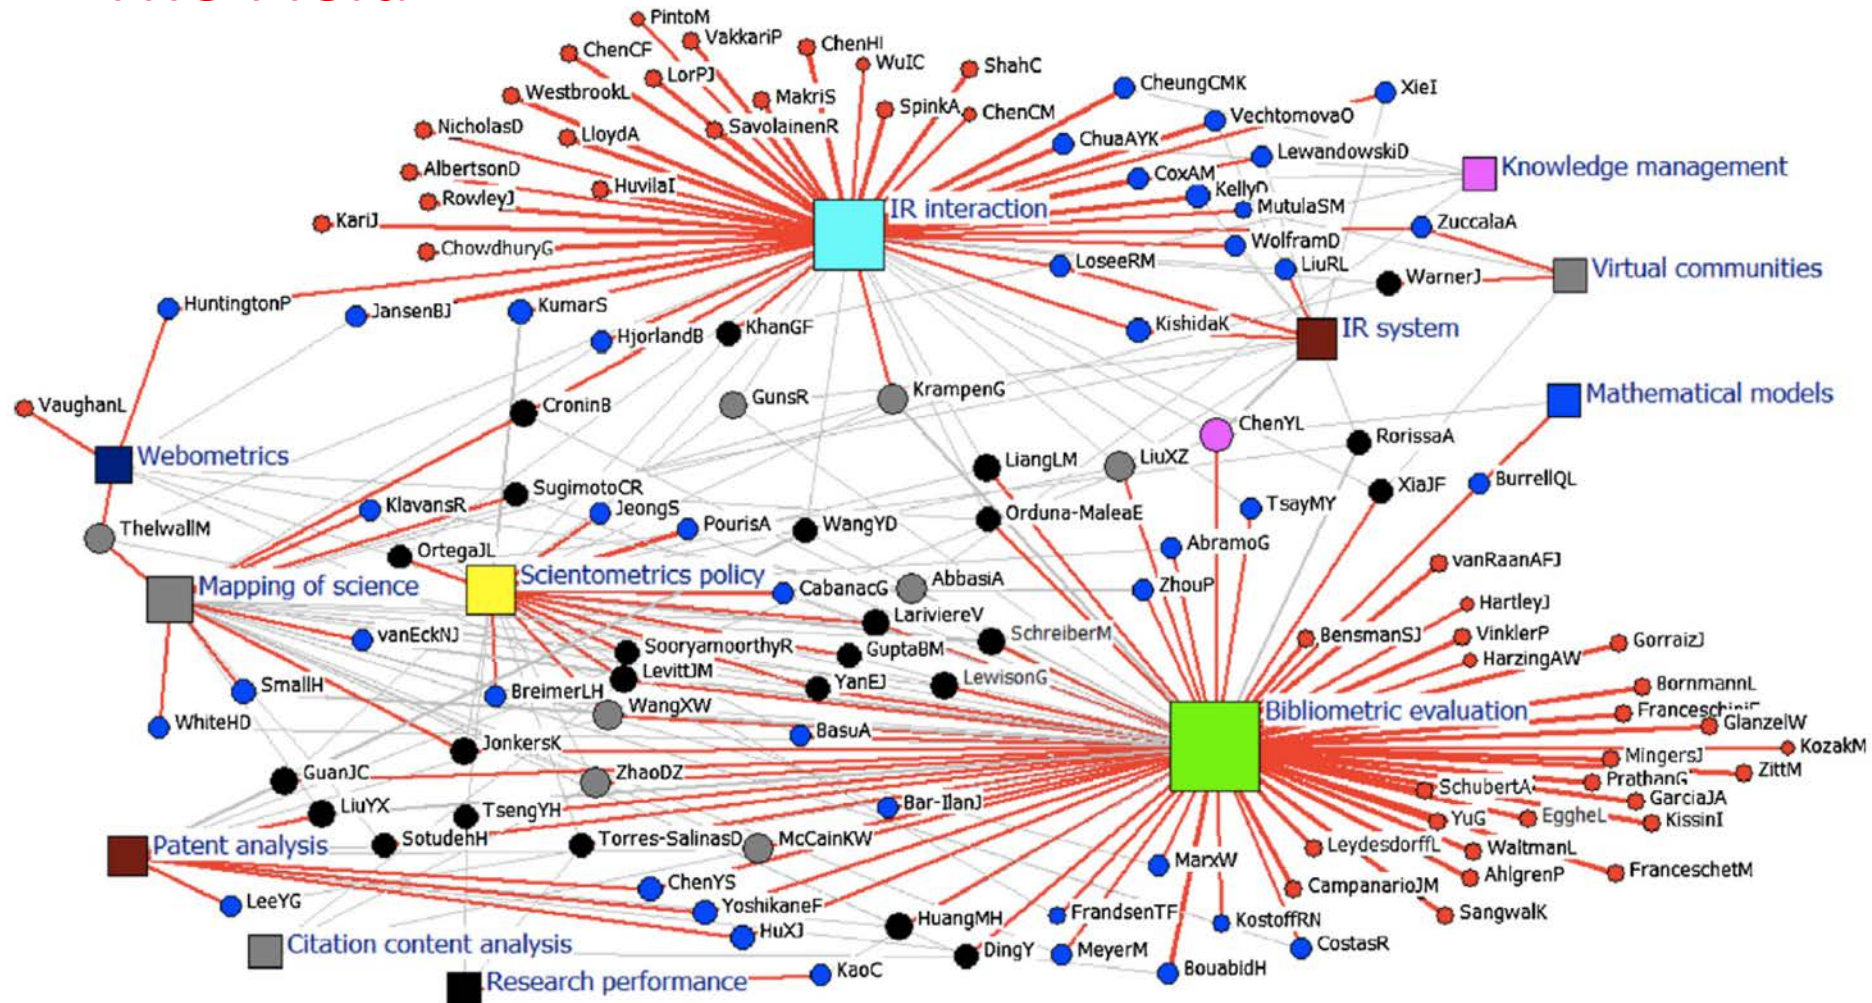 PintoM
VakkariP
ChenHI
ChenCF
WuIC
ShahC
LorPJ
CheungCMK
XieI
WestbrookL
MakriS
SpinkA
ChenCM
VechtomovaO
NicholasD
LloydA
SavolainenR
ChuaAYK
LewandowskiD
AlbertsonD
CoxAM
Knowledge management
HuvilaI
KellyD
RowleyJ
IR interaction
MutulaSM
KariJ
ZuccalaA
ChowdhuryG
WolframD
LoseeRM
LiuRL
WarnerJ
Virtual communities
HuntingtonP
JansenBJ
KumarS
HjorlandB
KhanGF
KishidaK
IR system
VaughanL
CroninB
GunsR
KrampenG
Mathematical models
ChenYL
RorissaA
Webometrics
LiangLM
LiuXZ
SugimotoCR
XiaJF
BurrellQL
KlavansR
JeongS
TsayMY
ThelwallM
PourisA
WangYD
Orduna-MaleaE
OrtegaJL
AbramoG
vanRaanAFJ
Mapping of science
Scientometrics policy
CabanacG
AbbasiA
ZhouP
HartleyJ
LariviereV
vanEckNJ
SchreiberM
BensmanSJ
VinklerP
GorraizJ
SooryamoorthyR
GuptaBM
HarzingAW
LevittJM
SmallH
BreimerLH
YanEJ
LewisonG
BornmannL
WangXW
Bibliometric evaluation
GlanzelW
WhiteHD
BasuA
JonkersK
KozakM
MingersJ
GuanJC
ZhaoDZ
PrathanG
ZittM
SchubertA
LiuYX
TsengYH
Bar-IlanJ
GarciaJA
YuG
EggheL
KissinI
Patent analysis
SotudehH
Torres-SalinasD
McCainKW
LeydesdorffL
WaltmanL
MarxW
FranceschetM
ChenYS
CampanarioJM
AhlgrenP
LeeYG
YoshikaneF
HuangMH
FrandsenTF
KostoffRN
SangwalK
Citation content analysis
HuXJ
DingY
MeyerM
CostasR
Research performance
KaoC
BouabidH